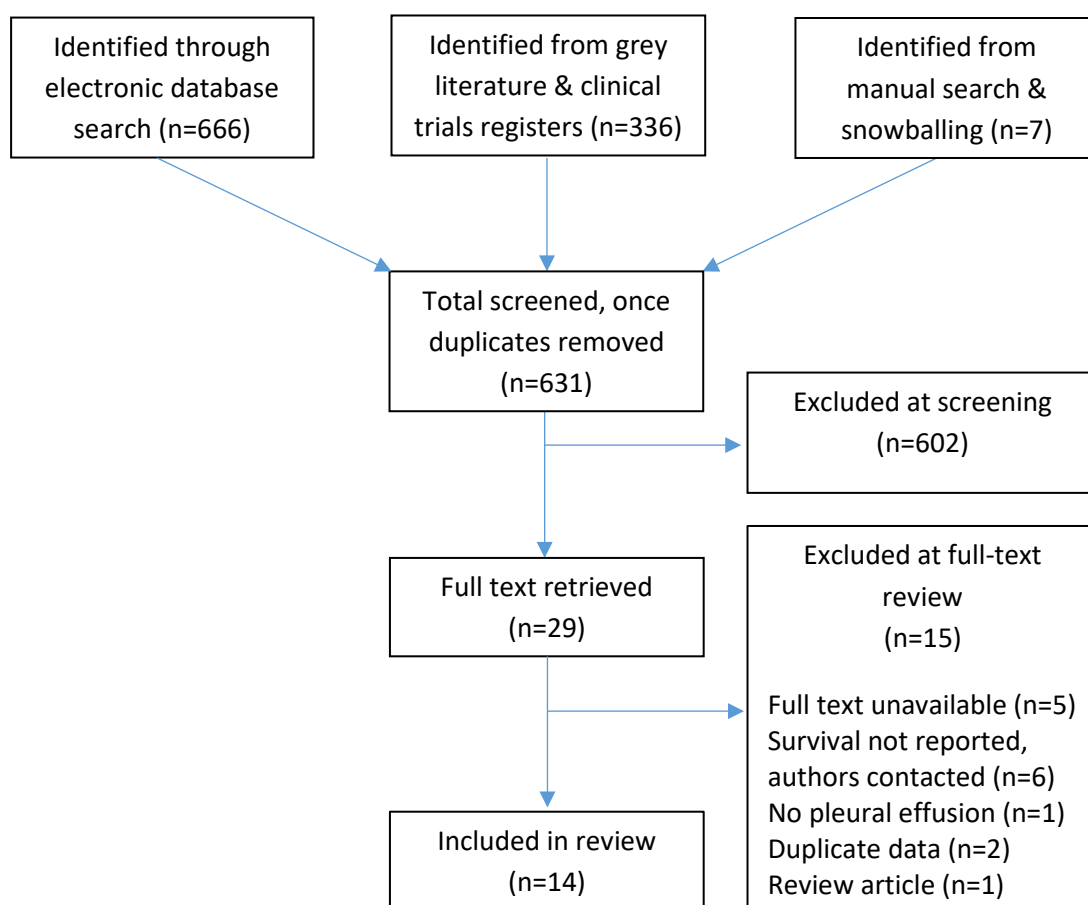 Identified through
electronic database
search (n=666)
Identified from grey
literature & clinical
trials registers (n=336)
Identified from
manual search &
snowballing (n=7)
Total screened, once
duplicates removed
(n=631)
Excluded at screening
(n=602)
Full text retrieved
(n=29)
Excluded at full-text
review
(n=15)
Full text unavailable (n=5)
Survival not reported,
authors contacted (n=6)
No pleural effusion (n=1)
Duplicate data (n=2)
Review article (n=1)
Included in review
(n=14)